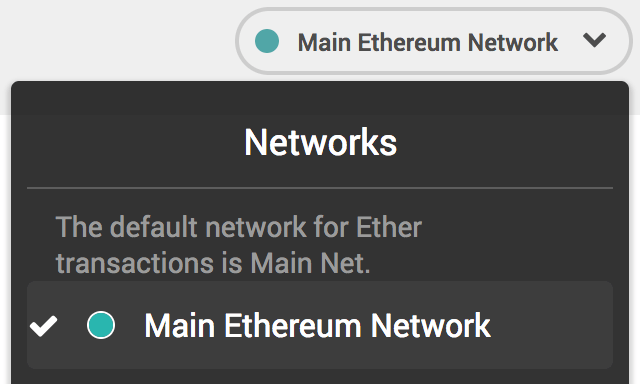 Main Ethereum Network
Networks
The default network for Ether
transactions is Main Net.
Main Ethereum Network